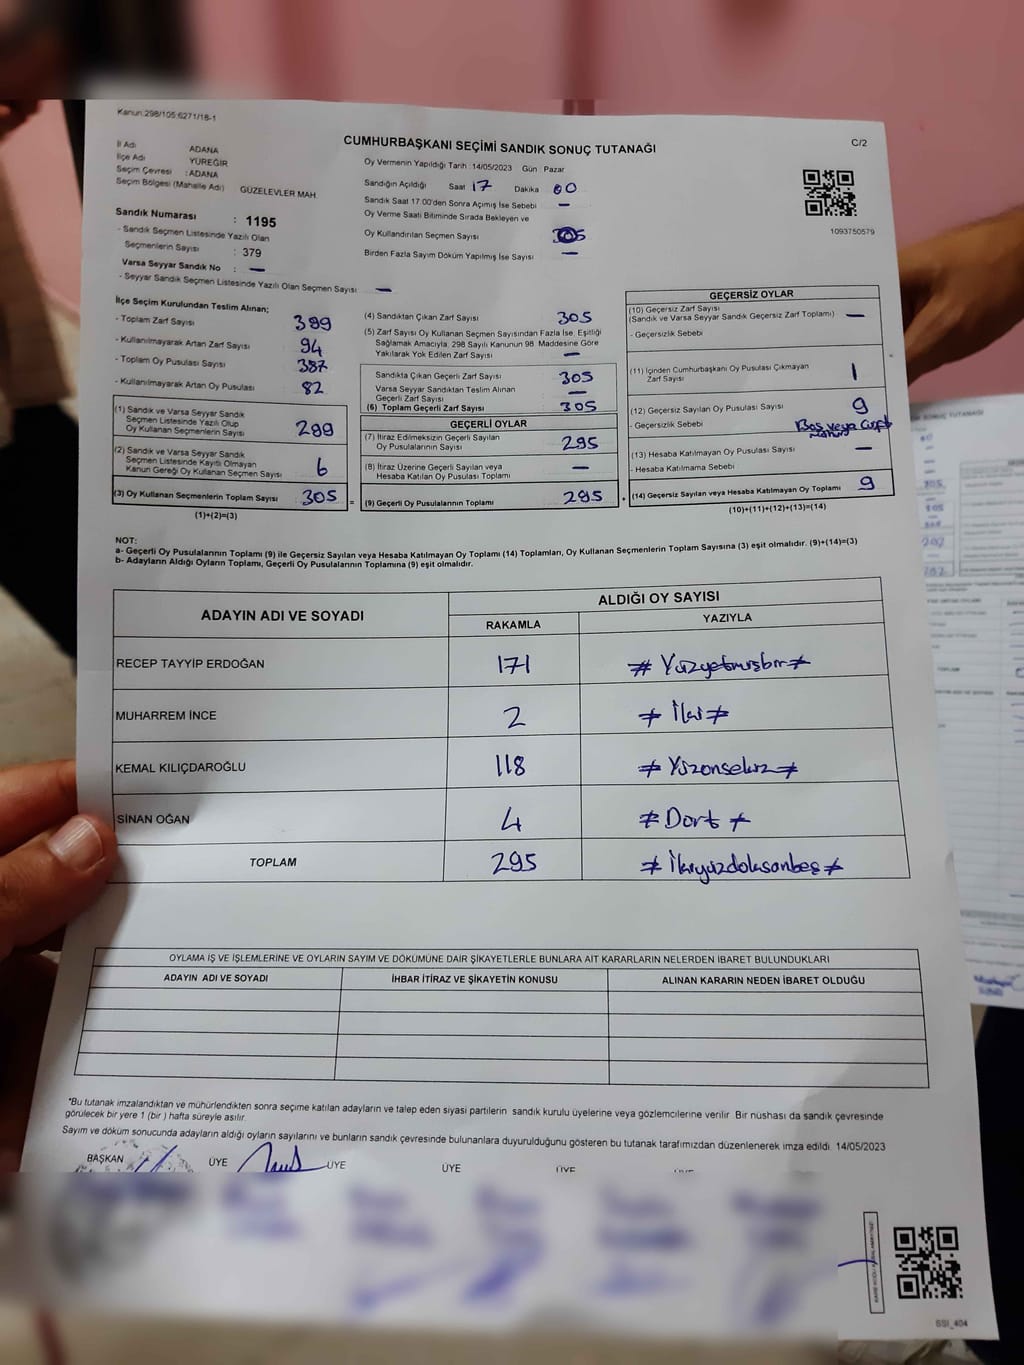 Kanun:298/105:6271/18-1
C/2
CUMHURBAŞKANI SEÇİMİ SANDIK SONUÇ TUTANAĞI
İl Adı ADANA
İlçe Adı YÜREĞİR
Seçim Çevresi :ADANA
Seçim Bölgesi (Mahalle Adı) GÜZELEVLER MAH.
Sandık Numarası : 1195
- Sandık Seçmen Listesinde Yazılı Olan
Seçmenlerin Sayısı : 379
Varsa Seyyar Sandık No : —
- Seyyar Sandık Seçmen Listesinde Yazılı Olan Seçmen Sayısı —
Oy Vermenin Yapıldığı Tarih :14/05/2023 Gün : Pazar
Sandığın Açıldığı Saat 17 Dakika 00
Sandık Saat 17.00'den Sonra Açımış İse Sebebi —
Oy Verme Saati Bitiminde Sırada Bekleyen ve
Oy Kullandırılan Seçmen Sayısı
Birden Fazla Sayım Döküm Yapılmış İse Sayısı —
1093750579
İlçe Seçim Kurulundan Teslim Alınan;
- Toplam Zarf Sayısı 399
- Kullanılmayarak Artan Zarf Sayısı 94
- Toplam Oy Pusulası Sayısı 387
- Kullanılmayarak Artan Oy Pusulası 82
(1) Sandık ve Varsa Seyyar Sandık
Seçmen Listesinde Yazılı Olup
Oy Kullanan Seçmenlerin Sayısı 299
(2) Sandık ve Varsa Seyyar Sandık
Seçmen Listesinde Kayıtlı Olmayan
Kanun Gereği Oy Kullanan Seçmen Sayısı 6
(3) Oy Kullanan Seçmenlerin Toplam Sayısı 305 =
(1)+(2)=(3)
(4) Sandıktan Çıkan Zarf Sayısı 305
(5) Zarf Sayısı Oy Kullanan Seçmen Sayısından Fazla İse, Eşitliği
Sağlamak Amacıyla, 298 Sayılı Kanunun 98. Maddesine Göre
Yakılarak Yok Edilen Zarf Sayısı —
Sandıkta Çıkan Geçerli Zarf Sayısı 305
Varsa Seyyar Sandıktan Teslim Alınan
Geçerli Zarf Sayısı —
(6) Toplam Geçerli Zarf Sayısı 305
GEÇERLİ OYLAR
(7) İtiraz Edilmeksizin Geçerli Sayılan
Oy Pusulası Sayısı 295
(8) İtiraz Üzerine Geçerli Sayılan veya
Hesaba Katılan Oy Pusulası Toplamı —
(9) Geçerli Oy Pusulalarının Toplamı 295 +
GEÇERSİZ OYLAR
(10) Geçersiz Zarf Sayısı
(Sandık ve Varsa Seyyar Sandık Geçersiz Zarf Toplamı) —
- Geçersizlik Sebebi
(11) İçinden Cumhurbaşkanı Oy Pusulası Çıkmayan
Zarf Sayısı 1
(12) Geçersiz Sayılan Oy Pusulası Sayısı 9
- Geçersizlik Sebebi Boş veya Çift
Mühür
(13) Hesaba Katılmayan Oy Pusulası Sayısı —
- Hesaba Katılmama Sebebi
(14) Geçersiz Sayılan veya Hesaba Katılmayan Oy Toplamı 9
(10)+(11)+(12)+(13)=(14)
NOT:
a- Geçerli Oy Pusulalarının Toplamı (9) ile Geçersiz Sayılan veya Hesaba Katılmayan Oy Toplamı (14) Toplamları, Oy Kullanan Seçmenlerin Toplam Sayısına (3) eşit olmalıdır. (9)+(14)=(3)
b- Adayların Aldığı Oyların Toplamı, Geçerli Oy Pusulalarının Toplamına (9) eşit olmalıdır.
ADAYIN ADI VE SOYADI
ALDIĞI OY SAYISI
RAKAMLA YAZIYLA
RECEP TAYYİP ERDOĞAN 171 # Yüzyetmişbir #
MUHARREM İNCE 2 # İki #
KEMAL KILIÇDAROĞLU 118 # Yüzonsekiz #
SİNAN OĞAN 4 # Dört #
TOPLAM 295 # İkiyüzdoksanbeş #
OYLAMA İŞ VE İŞLEMLERİNE VE OYLARIN SAYIM VE DÖKÜMÜNE DAİR ŞİKAYETLERLE BUNLARA AİT KARARLARIN NELERDEN İBARET BULUNDUKLARI
ADAYIN ADI VE SOYADI İHBAR İTİRAZ VE ŞİKAYETİN KONUSU ALINAN KARARIN NEDEN İBARET OLDUĞU
*Bu tutanak imzalandıktan ve mühürlendikten sonra seçime katılan adayların ve talep eden siyasi partilerin sandık kurulu üyelerine veya gözlemcilerine verilir. Bir nüshası da sandık çevresinde
görülecek bir yere 1 (bir ) hafta süreyle asılır.
Sayım ve döküm sonucunda adayların aldığı oyların sayılarını ve bunların sandık çevresinde bulunanlara duyurulduğunu gösteren bu tutanak tarafımızdan düzenlenerek imza edildi. 14/05/2023
BAŞKAN ÜYE ÜYE ÜYE ÜYE
SSI_404